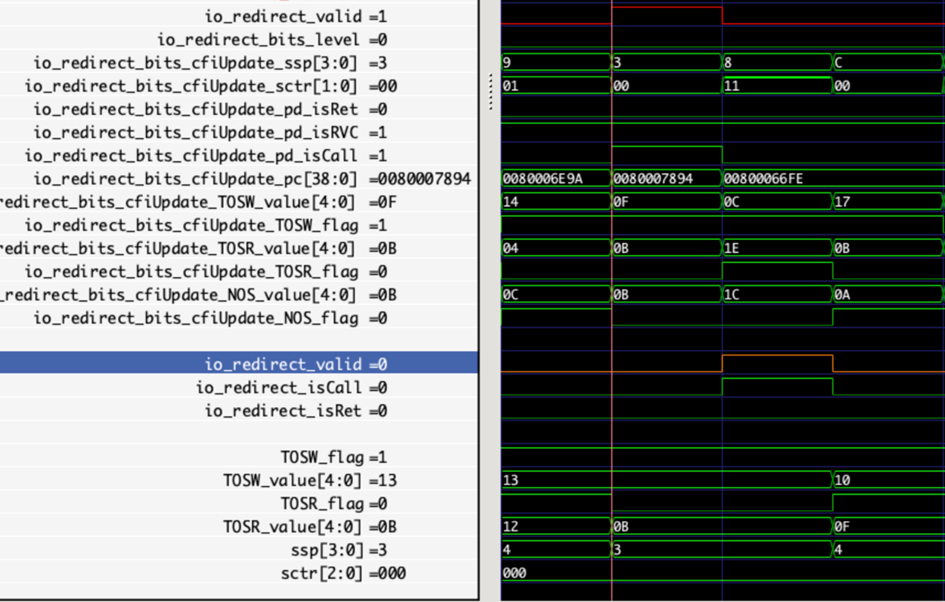 io_redirect_valid =1
io_redirect_bits_level =0
io_redirect_bits_cfiUpdate_ssp[3:0] =3 9 3 8 C
io_redirect_bits_cfiUpdate_sctr[1:0] =00 01 00 11 00
io_redirect_bits_cfiUpdate_pd_isRet =0
io_redirect_bits_cfiUpdate_pd_isRVC =1
io_redirect_bits_cfiUpdate_pd_isCall =1
io_redirect_bits_cfiUpdate_pc[38:0] =0080007894 0080006E9A 0080007894 00800066FE
redirect_bits_cfiUpdate_TOSW_value[4:0] =0F 14 0F 0C 17
io_redirect_bits_cfiUpdate_TOSW_flag =1
redirect_bits_cfiUpdate_TOSR_value[4:0] =0B 04 0B 1E 0B
io_redirect_bits_cfiUpdate_TOSR_flag =0
_redirect_bits_cfiUpdate_NOS_value[4:0] =0B 0C 0B 1C 0A
io_redirect_bits_cfiUpdate_NOS_flag =0
io_redirect_valid =0
io_redirect_isCall =0
io_redirect_isRet =0
TOSW_flag =1
TOSW_value[4:0] =13 13 10
TOSR_flag =0
TOSR_value[4:0] =0B 12 0B 0F
ssp[3:0] =3 4 3 4
sctr[2:0] =000 000